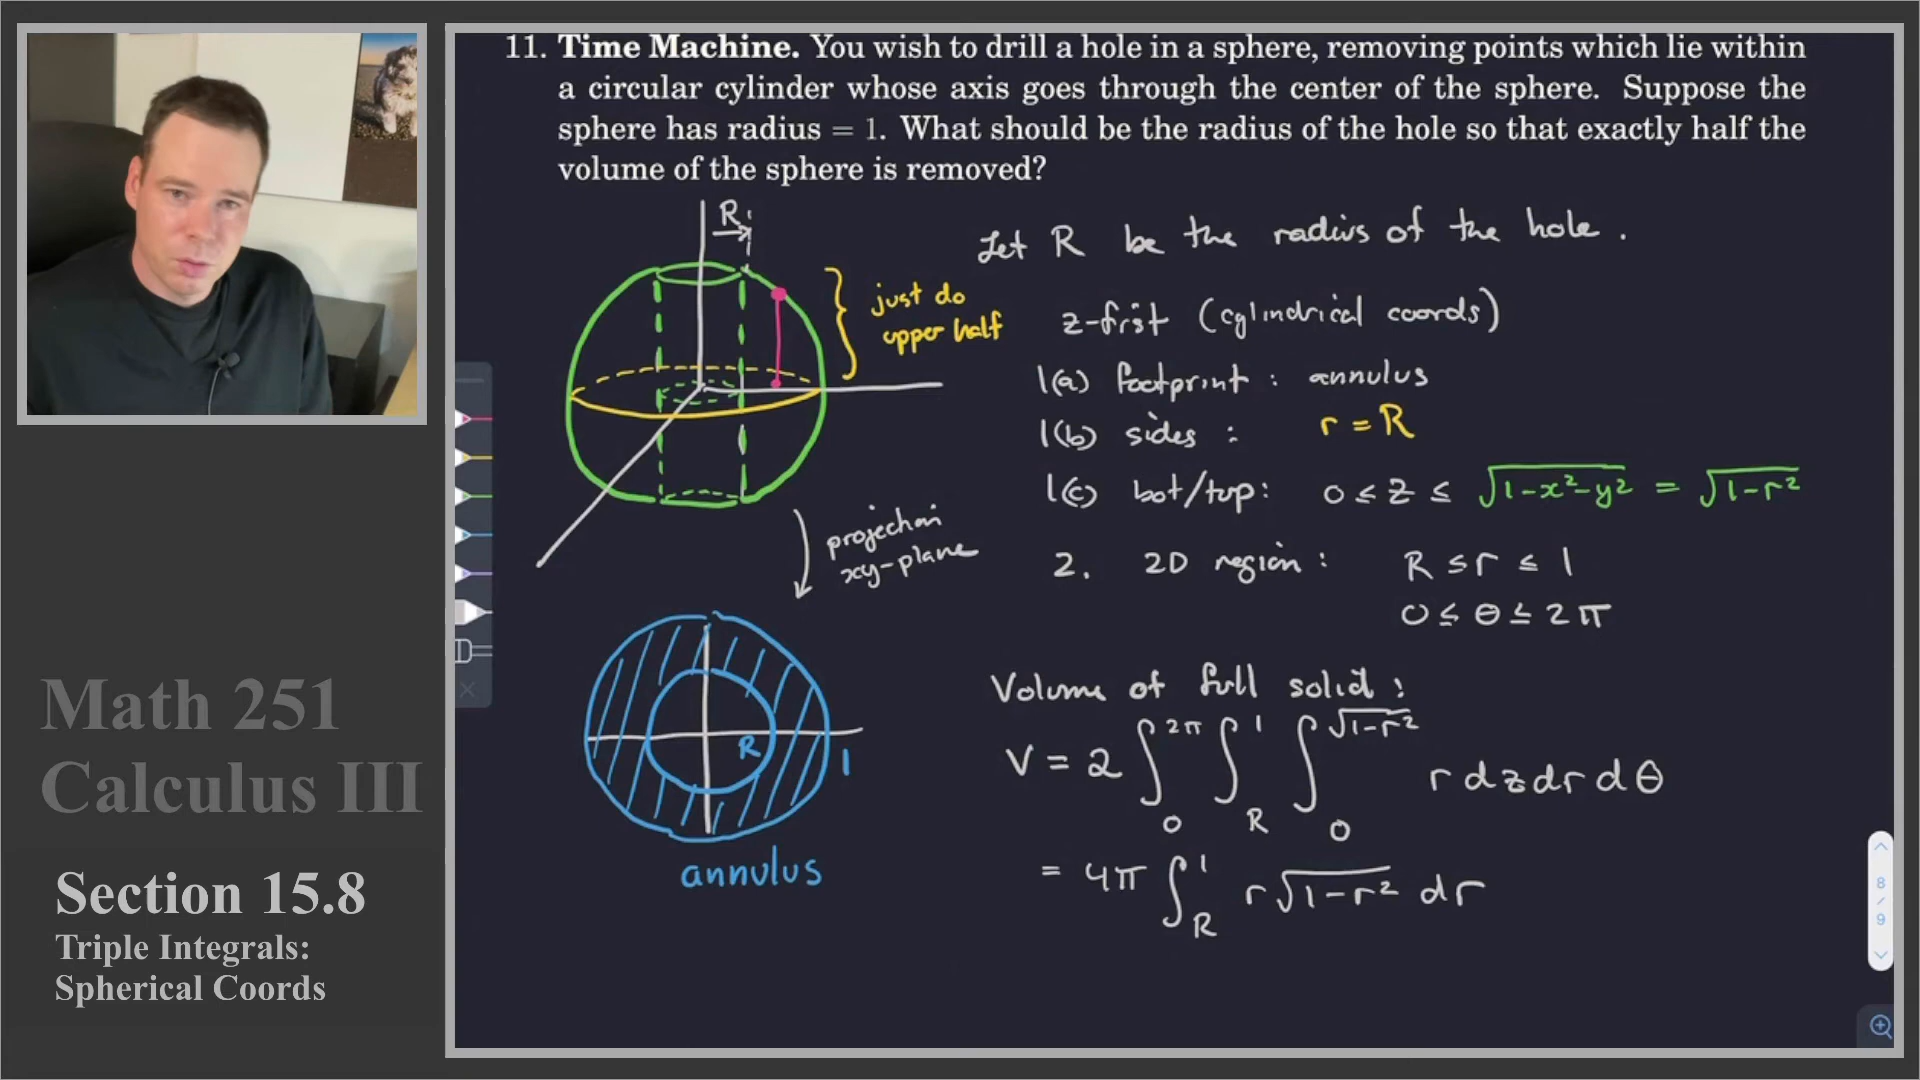 11. Time Machine. You wish to drill a hole in a sphere, removing points which lie within
a circular cylinder whose axis goes through the center of the sphere. Suppose the
sphere has radius = 1. What should be the radius of the hole so that exactly half the
volume of the sphere is removed?
R
Let R be the radius of the hole.
just do
upper half
z-first (cylindrical coords)
1(a) footprint : annulus
1(b) sides : r = R
1(c) bot/top: 0 ≤ z ≤ √(1-x²-y²) = √(1-r²)
projection
xy-plane
2. 2D region : R ≤ r ≤ 1
0 ≤ θ ≤ 2π
R
1
annulus
Volume of full solid :
V = 2 ∫₀^2π ∫_R^1 ∫₀^√(1-r²) r dz dr dθ
= 4π ∫_R^1 r√(1-r²) dr
Math 251
Calculus III
Section 15.8
Triple Integrals:
Spherical Coords
8
/
9